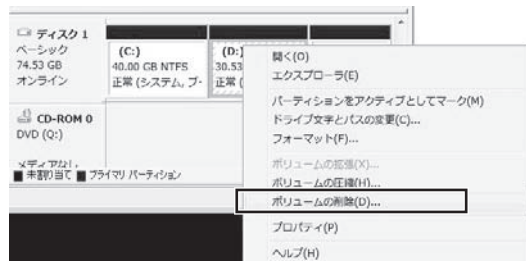 ディスク 1
ベーシック
74.53 GB
オンライン
(C:)
40.00 GB NTFS
正常 (システム, ブ-
(D:)
30.53
正常 (
CD-ROM 0
DVD (Q:)
メディアなし
未割り当て プライマリ パーティション
開く(O)
エクスプローラ(E)
パーティションをアクティブとしてマーク(M)
ドライブ文字とパスの変更(C)...
フォーマット(F)...
ボリュームの拡張(X)...
ボリュームの圧縮(H)...
ボリュームの削除(D)...
プロパティ(P)
ヘルプ(H)